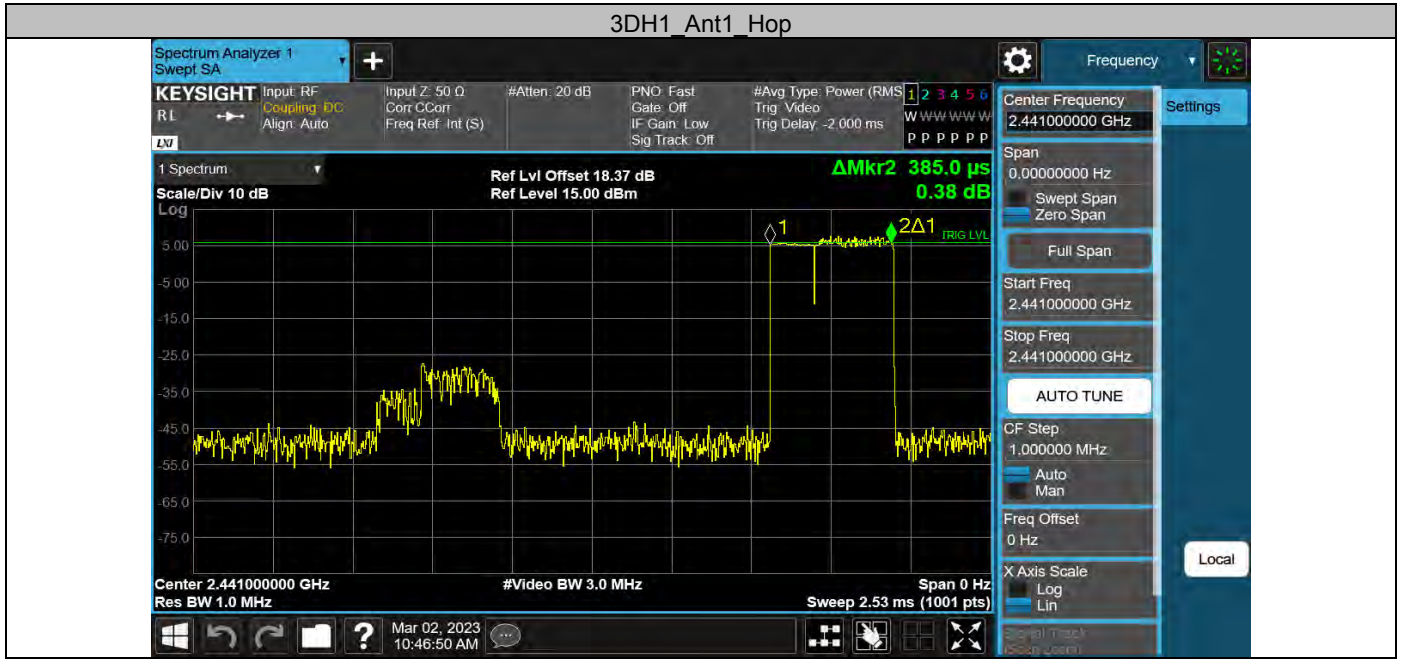 3DH1_Ant1_Hop
Spectrum Analyzer 1
Swept SA
+
Frequency
KEYSIGHT
RL
LXI
Input: RF
Coupling: DC
Align: Auto
Input Z: 50 Ω
Corr CCorr
Freq Ref: Int (S)
#Atten: 20 dB
PNO: Fast
Gate: Off
IF Gain: Low
Sig Track: Off
#Avg Type: Power (RMS
Trig: Video
Trig Delay: -2.000 ms
1 2 3 4 5 6
W W W W W W
P P P P P P
Center Frequency
2.441000000 GHz
Settings
Span
0.00000000 Hz
Swept Span
Zero Span
Full Span
Start Freq
2.441000000 GHz
Stop Freq
2.441000000 GHz
AUTO TUNE
CF Step
1.000000 MHz
Auto
Man
Freq Offset
0 Hz
X Axis Scale
Log
Lin
Signal Track
(Span Zoom)
Local
1 Spectrum
Scale/Div 10 dB
Log
Ref Lvl Offset 18.37 dB
Ref Level 15.00 dBm
ΔMkr2 385.0 µs
0.38 dB
1
2Δ1
TRIG LVL
5.00
-5.00
-15.0
-25.0
-35.0
-45.0
-55.0
-65.0
-75.0
Center 2.441000000 GHz
Res BW 1.0 MHz
#Video BW 3.0 MHz
Span 0 Hz
Sweep 2.53 ms (1001 pts)
?
Mar 02, 2023
10:46:50 AM